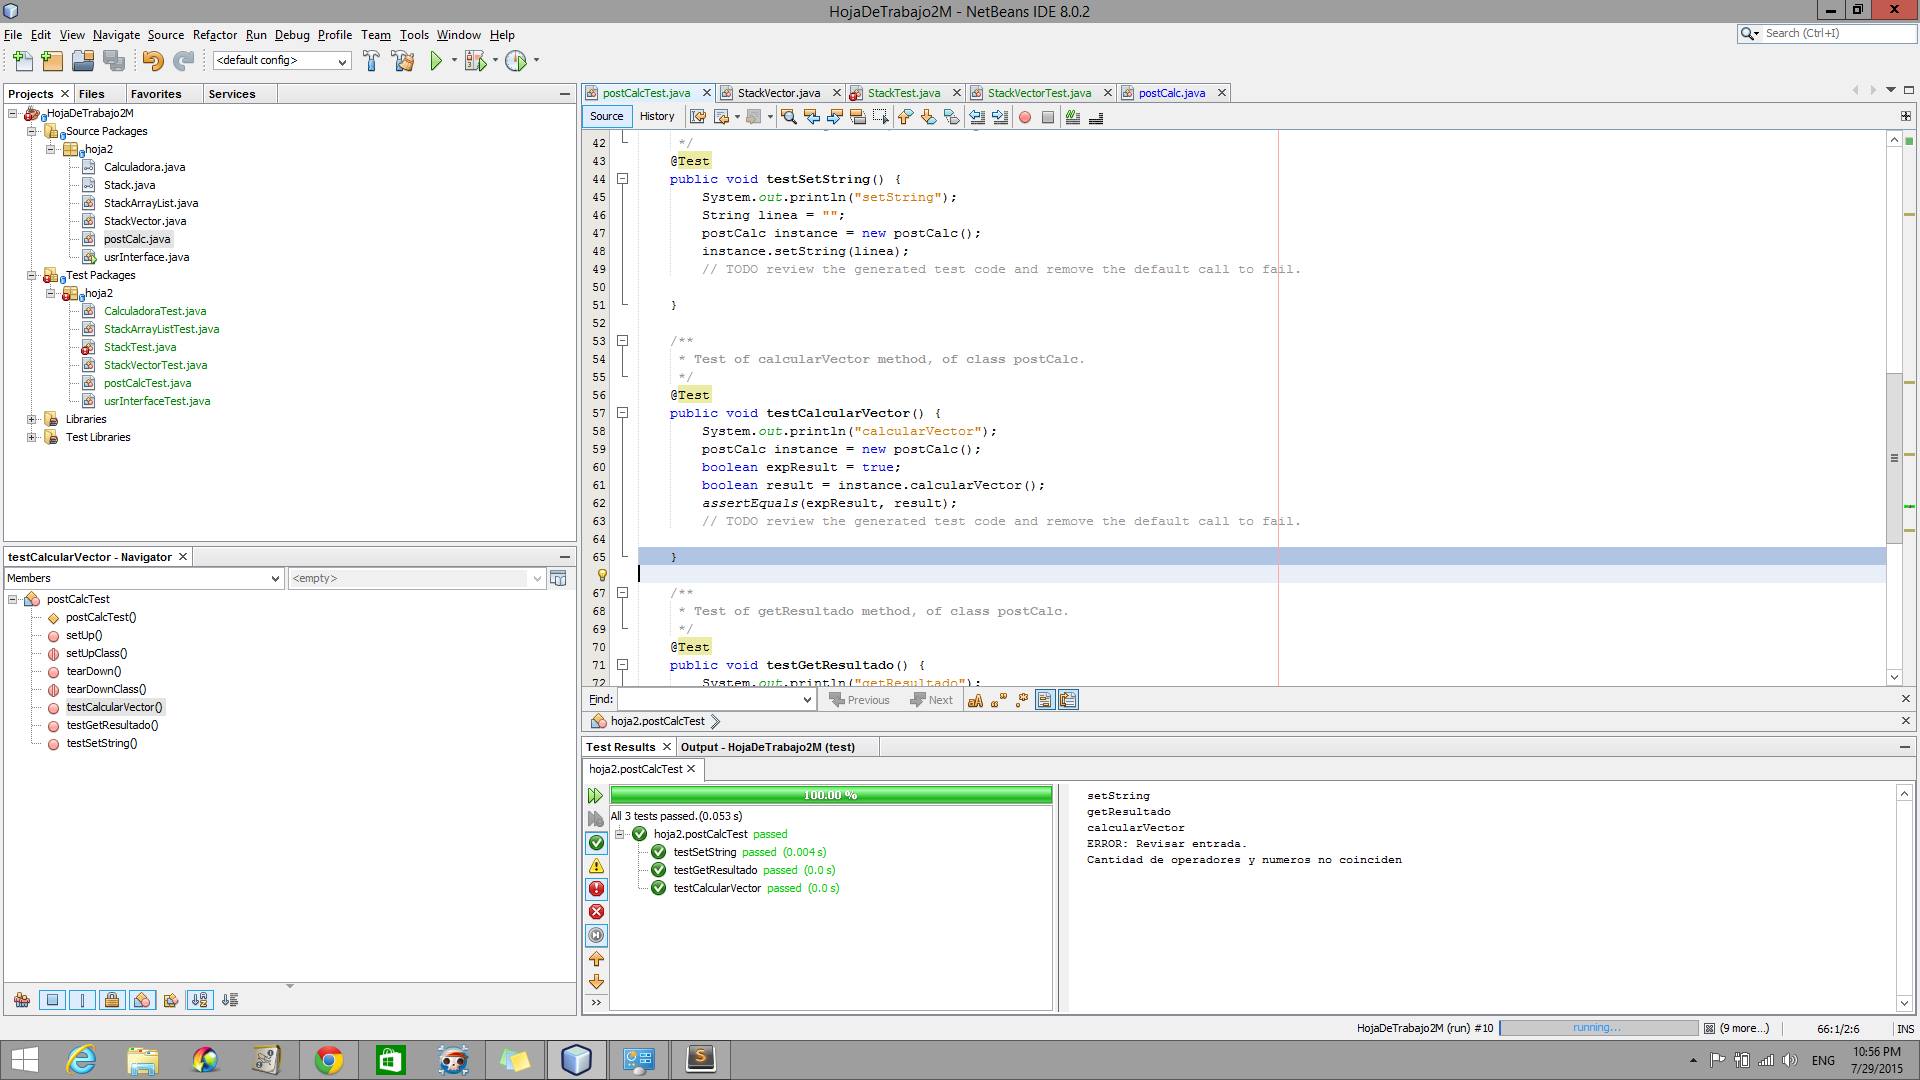 HojaDeTrabajo2M - NetBeans IDE 8.0.2
File Edit View Navigate Source Refactor Run Debug Profile Team Tools Window Help
Search (Ctrl+I)
<default config>
Projects Files Favorites Services
HojaDeTrabajo2M
Source Packages
hoja2
Calculadora.java
Stack.java
StackArrayList.java
StackVector.java
postCalc.java
usrInterface.java
Test Packages
hoja2
CalculadoraTest.java
StackArrayListTest.java
StackTest.java
StackVectorTest.java
postCalcTest.java
usrInterfaceTest.java
Libraries
Test Libraries
testCalcularVector - Navigator
Members <empty>
postCalcTest
postCalcTest()
setUp()
setUpClass()
tearDown()
tearDownClass()
testCalcularVector()
testGetResultado()
testSetString()
postCalcTest.java StackVector.java StackTest.java StackVectorTest.java postCalc.java
Source History
42 */
43 @Test
44 public void testSetString() {
45 System.out.println("setString");
46 String linea = "";
47 postCalc instance = new postCalc();
48 instance.setString(linea);
49 // TODO review the generated test code and remove the default call to fail.
50
51 }
52
53 /**
54 * Test of calcularVector method, of class postCalc.
55 */
56 @Test
57 public void testCalcularVector() {
58 System.out.println("calcularVector");
59 postCalc instance = new postCalc();
60 boolean expResult = true;
61 boolean result = instance.calcularVector();
62 assertEquals(expResult, result);
63 // TODO review the generated test code and remove the default call to fail.
64
65 }
67 /**
68 * Test of getResultado method, of class postCalc.
69 */
70 @Test
71 public void testGetResultado() {
72 System.out.println("getResultado");
Find: Previous Next
hoja2.postCalcTest
Test Results Output - HojaDeTrabajo2M (test)
hoja2.postCalcTest
100.00 %
All 3 tests passed.(0.053 s)
hoja2.postCalcTest passed
testSetString passed (0.004 s)
testGetResultado passed (0.0 s)
testCalcularVector passed (0.0 s)
setString
getResultado
calcularVector
ERROR: Revisar entrada.
Cantidad de operadores y numeros no coinciden
HojaDeTrabajo2M (run) #10 running... (9 more...) 66:1/2:6 INS
ENG 10:56 PM
7/29/2015